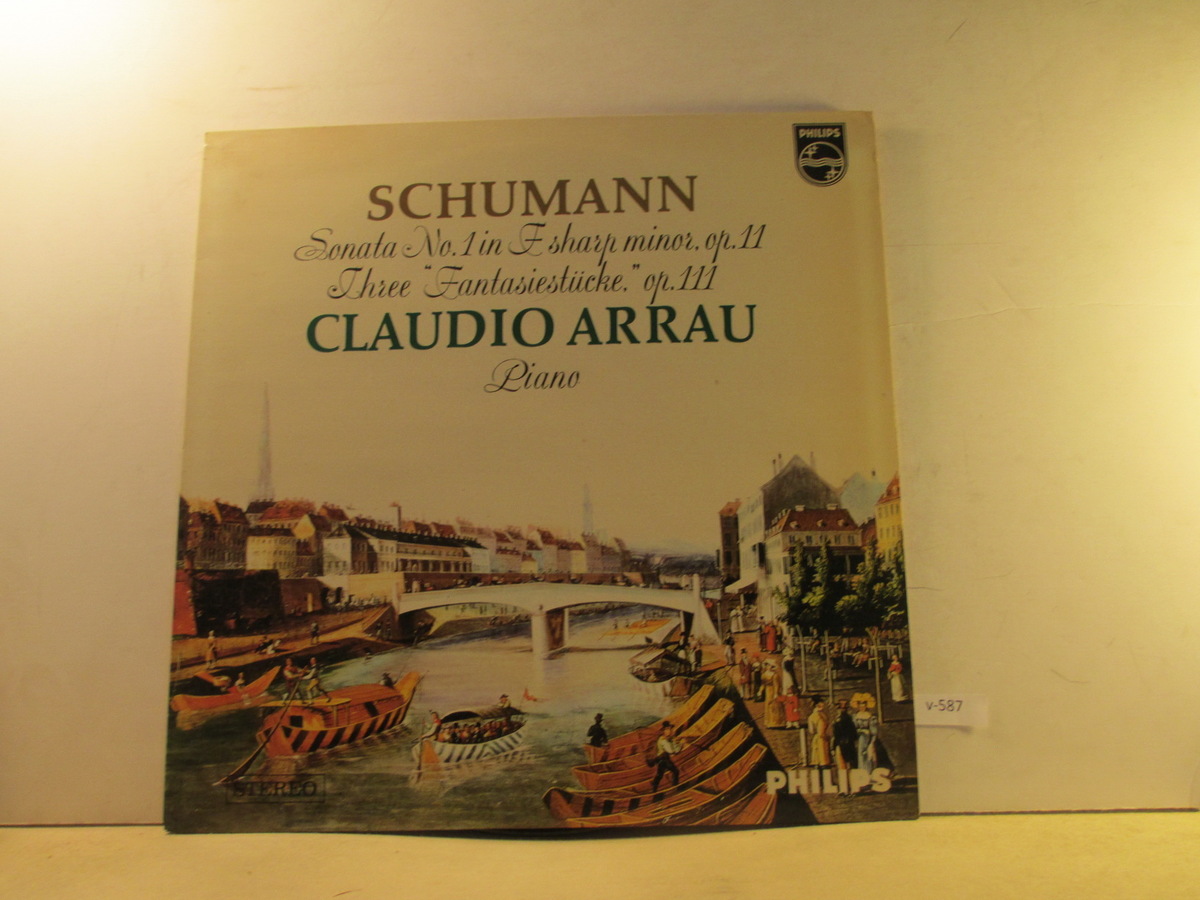 PHILIPS
SCHUMANN
Sonata No. 1 in F sharp minor, op. 11
Three "Fantasiestücke," op. 111
CLAUDIO ARRAU
Piano
v-587
STEREO
PHILIPS